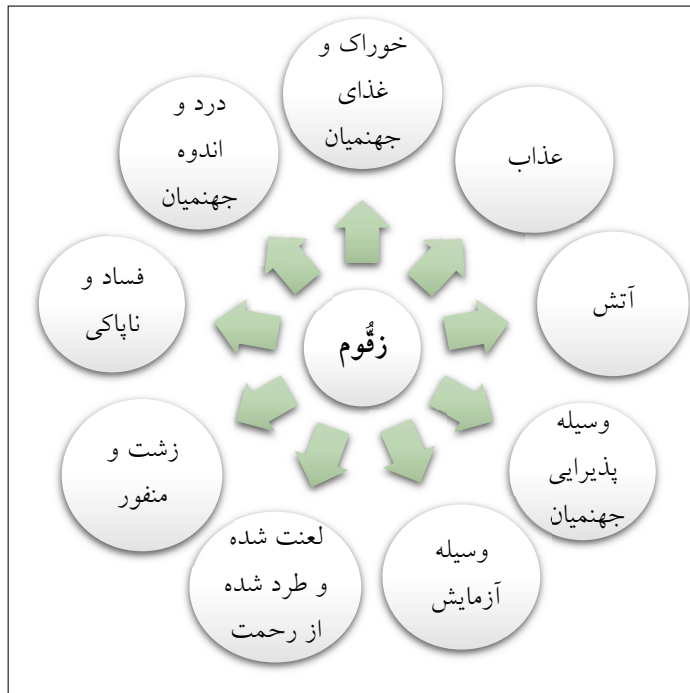 خوراک و
غذای
جهنمیان
عذاب
آتش
وسیله
پذیرایی
جهنمیان
وسیله
آزمایش
لعنت شده
و طرد شده
از رحمت
زشت و
منفور
فساد و
ناپاکی
درد و
اندوه
جهنمیان
زقُّوم